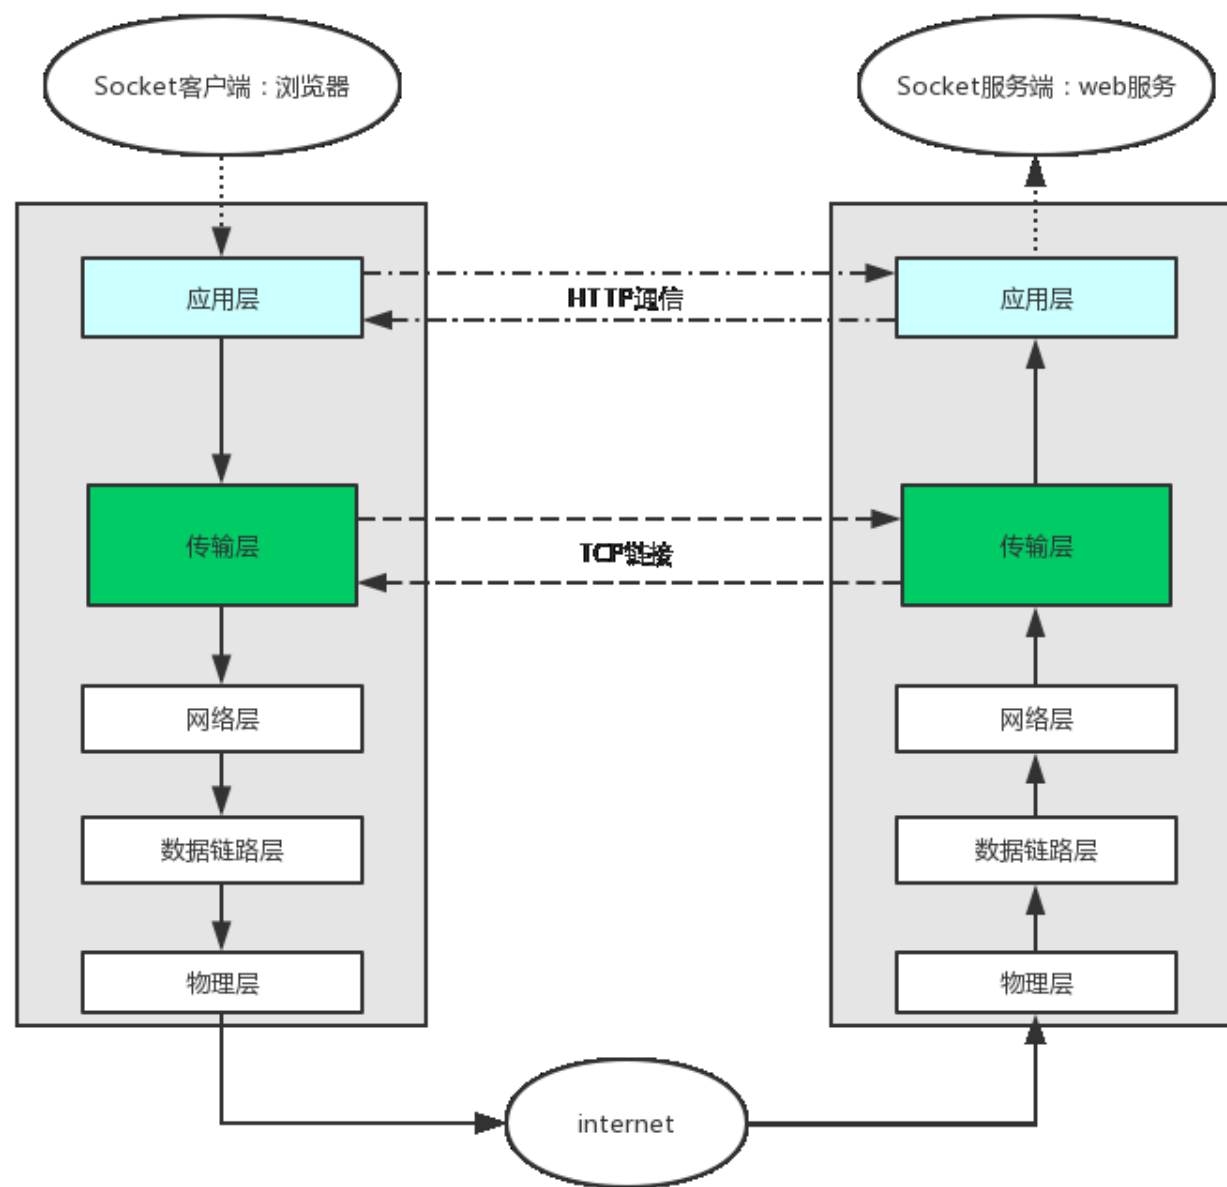 Socket客户端：浏览器
Socket服务端：web服务
应用层
HTTP通信
应用层
传输层
TCP链接
传输层
网络层
网络层
数据链路层
数据链路层
物理层
物理层
internet